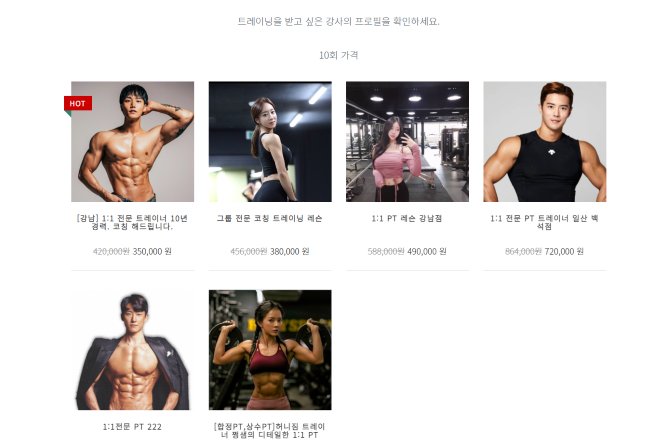 트레이닝을 받고 싶은 강사의 프로필을 확인하세요.
10회 가격
HOT
[강남] 1:1 전문 트레이너 10년
경력. 코칭 해드립니다.
420,000원 350,000 원
그룹 전문 코칭 트레이닝 레슨
456,000원 380,000 원
1:1 PT 레슨 강남점
588,000원 490,000 원
1:1 전문 PT 트레이너 일산 백
석점
864,000원 720,000 원
1:1전문 PT 222
[합정PT,상수PT]허니짐 트레이
너 쩡샘의 디테일한 1:1 PT